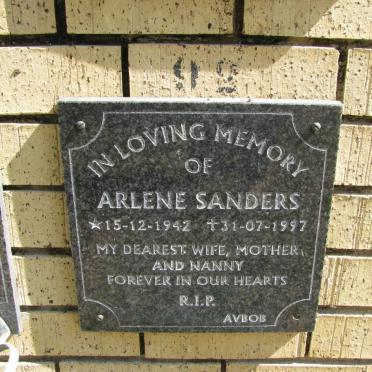 92
IN LOVING MEMORY
OF
ARLENE SANDERS
★15-12-1942 ✝31-07-1997
MY DEAREST WIFE, MOTHER
AND NANNY
FOREVER IN OUR HEARTS
R.I.P.
AVBOB